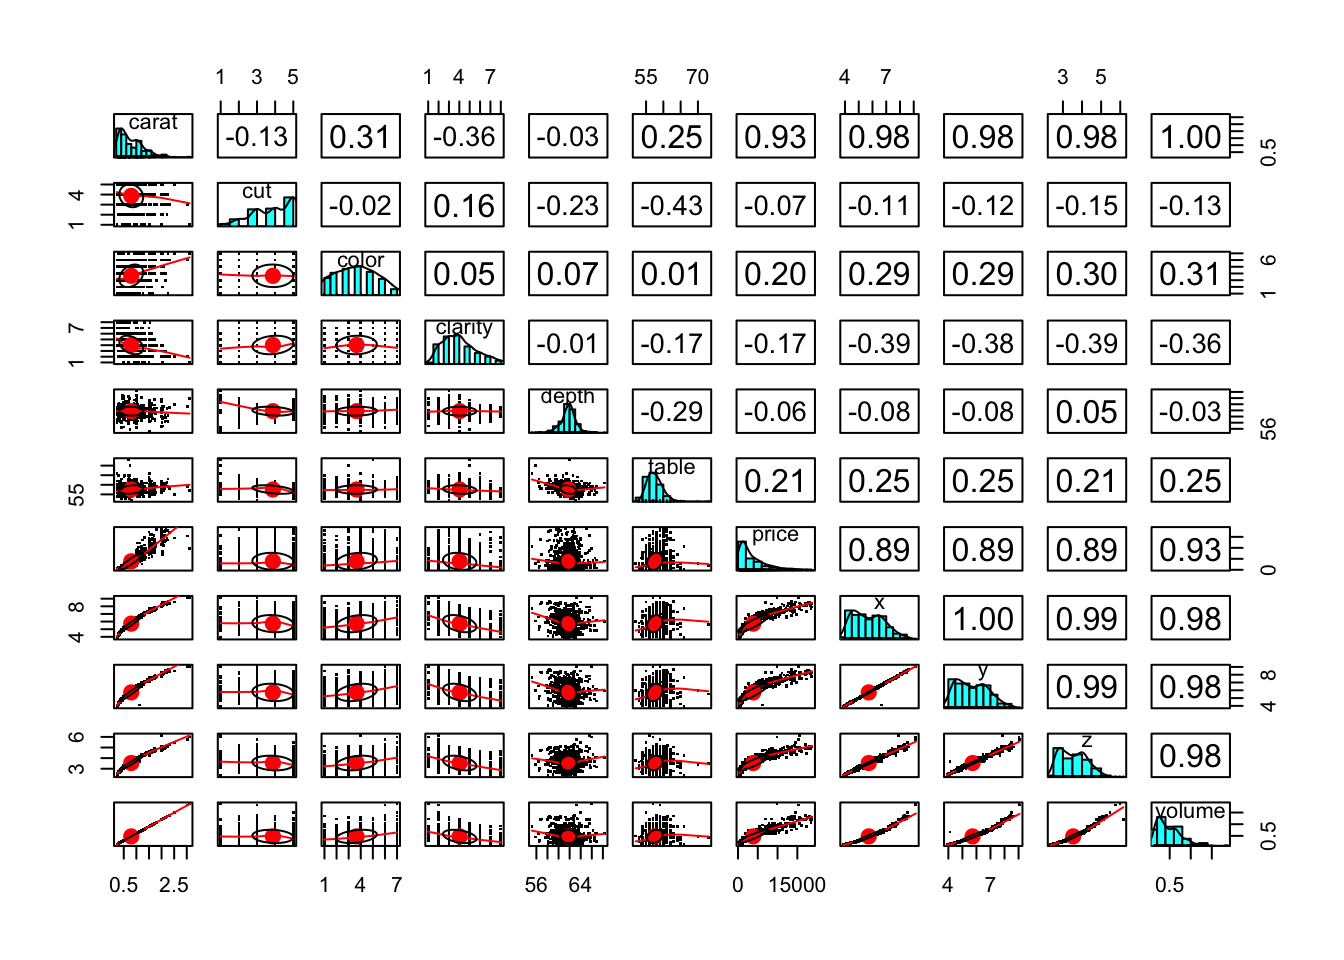 1 3 5 1 4 7 55 70 4 7 3 5
carat -0.13 0.31 -0.36 -0.03 0.25 0.93 0.98 0.98 0.98 1.00 0.5
1 4 cut -0.02 0.16 -0.23 -0.43 -0.07 -0.11 -0.12 -0.15 -0.13
color 0.05 0.07 0.01 0.20 0.29 0.29 0.30 0.31 1 6
1 7 clarity -0.01 -0.17 -0.17 -0.39 -0.38 -0.39 -0.36
depth -0.29 -0.06 -0.08 -0.08 0.05 -0.03 56
55 table 0.21 0.25 0.25 0.21 0.25
price 0.89 0.89 0.89 0.93 0
4 8 x 1.00 0.99 0.98
y 0.99 0.98 4 8
3 6 z 0.98
volume 0.5
0.5 2.5 1 4 7 56 64 0 15000 4 7 0.5